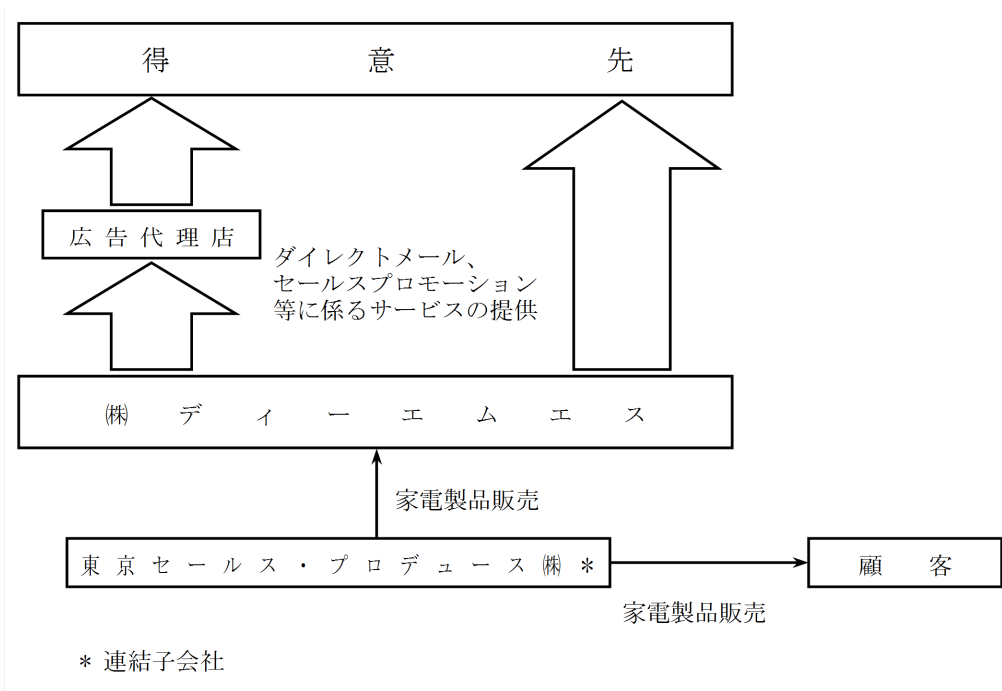 得意先
広告代理店
ダイレクトメール、
セールスプロモーション
等に係るサービスの提供
㈱ディーエムエス
家電製品販売
東京セールス・プロデュース㈱*
顧客
家電製品販売
* 連結子会社